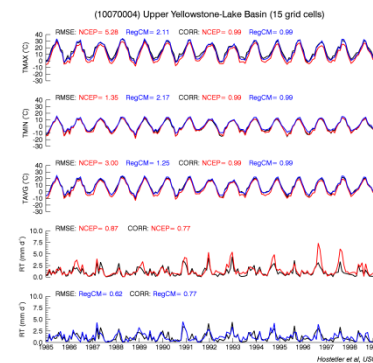 (10070004) Upper Yellowstone-Lake Basin (15 grid cells)
RMSE: NCEP= 5.28 RegCM= 2.11 CORR: NCEP= 0.99 RegCM= 0.99
TMAX (°C)
40
30
20
10
0
-10
-20
-30
RMSE: NCEP= 1.35 RegCM= 2.17 CORR: NCEP= 0.99 RegCM= 0.99
TMIN (°C)
40
30
20
10
0
-10
-20
-30
RMSE: NCEP= 3.00 RegCM= 1.25 CORR: NCEP= 0.99 RegCM= 0.99
TAVG (°C)
40
30
20
10
0
-10
-20
-30
RMSE: NCEP= 0.87 CORR: NCEP= 0.77
RT (mm d⁻¹)
10.0
7.5
5.0
2.5
0.0
RMSE: RegCM= 0.62 CORR: RegCM= 0.77
RT (mm d⁻¹)
10.0
7.5
5.0
2.5
0.0
1985 1986 1987 1988 1989 1990 1991 1992 1993 1994 1995 1996 1997 1998
Hostetler et al, US